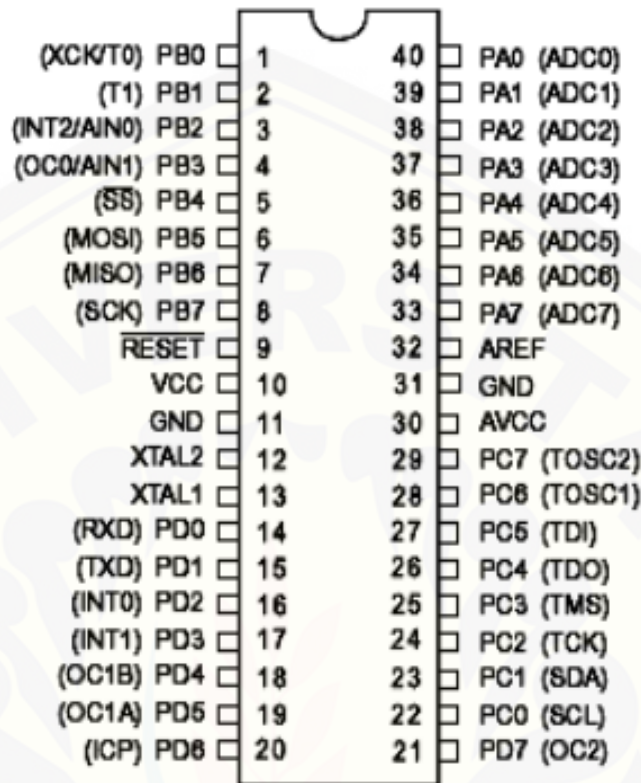 (XCK/T0) PB0 1 40 PA0 (ADC0)
(T1) PB1 2 39 PA1 (ADC1)
(INT2/AIN0) PB2 3 38 PA2 (ADC2)
(OC0/AIN1) PB3 4 37 PA3 (ADC3)
(S̅S̅) PB4 5 36 PA4 (ADC4)
(MOSI) PB5 6 35 PA5 (ADC5)
(MISO) PB6 7 34 PA6 (ADC6)
(SCK) PB7 8 33 PA7 (ADC7)
R̅E̅S̅E̅T̅ 9 32 AREF
VCC 10 31 GND
GND 11 30 AVCC
XTAL2 12 29 PC7 (TOSC2)
XTAL1 13 28 PC6 (TOSC1)
(RXD) PD0 14 27 PC5 (TDI)
(TXD) PD1 15 26 PC4 (TDO)
(INT0) PD2 16 25 PC3 (TMS)
(INT1) PD3 17 24 PC2 (TCK)
(OC1B) PD4 18 23 PC1 (SDA)
(OC1A) PD5 19 22 PC0 (SCL)
(ICP) PD6 20 21 PD7 (OC2)